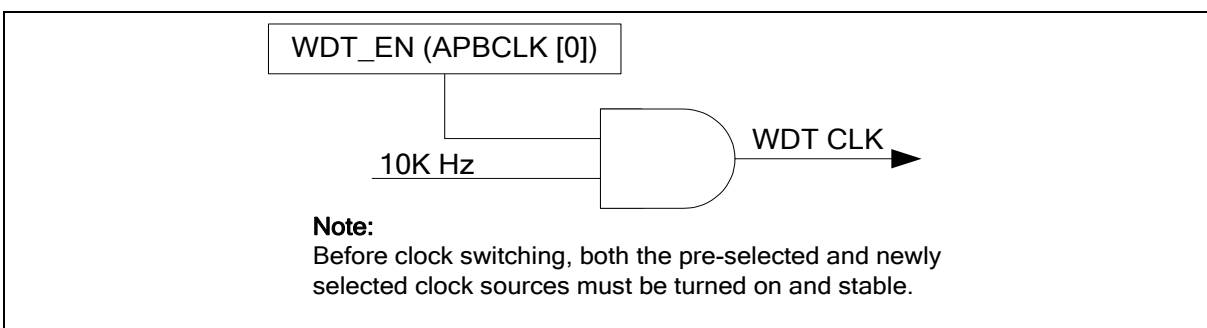 WDT_EN (APBCLK [0])
WDT CLK
10K Hz
Note:
Before clock switching, both the pre-selected and newly
selected clock sources must be turned on and stable.